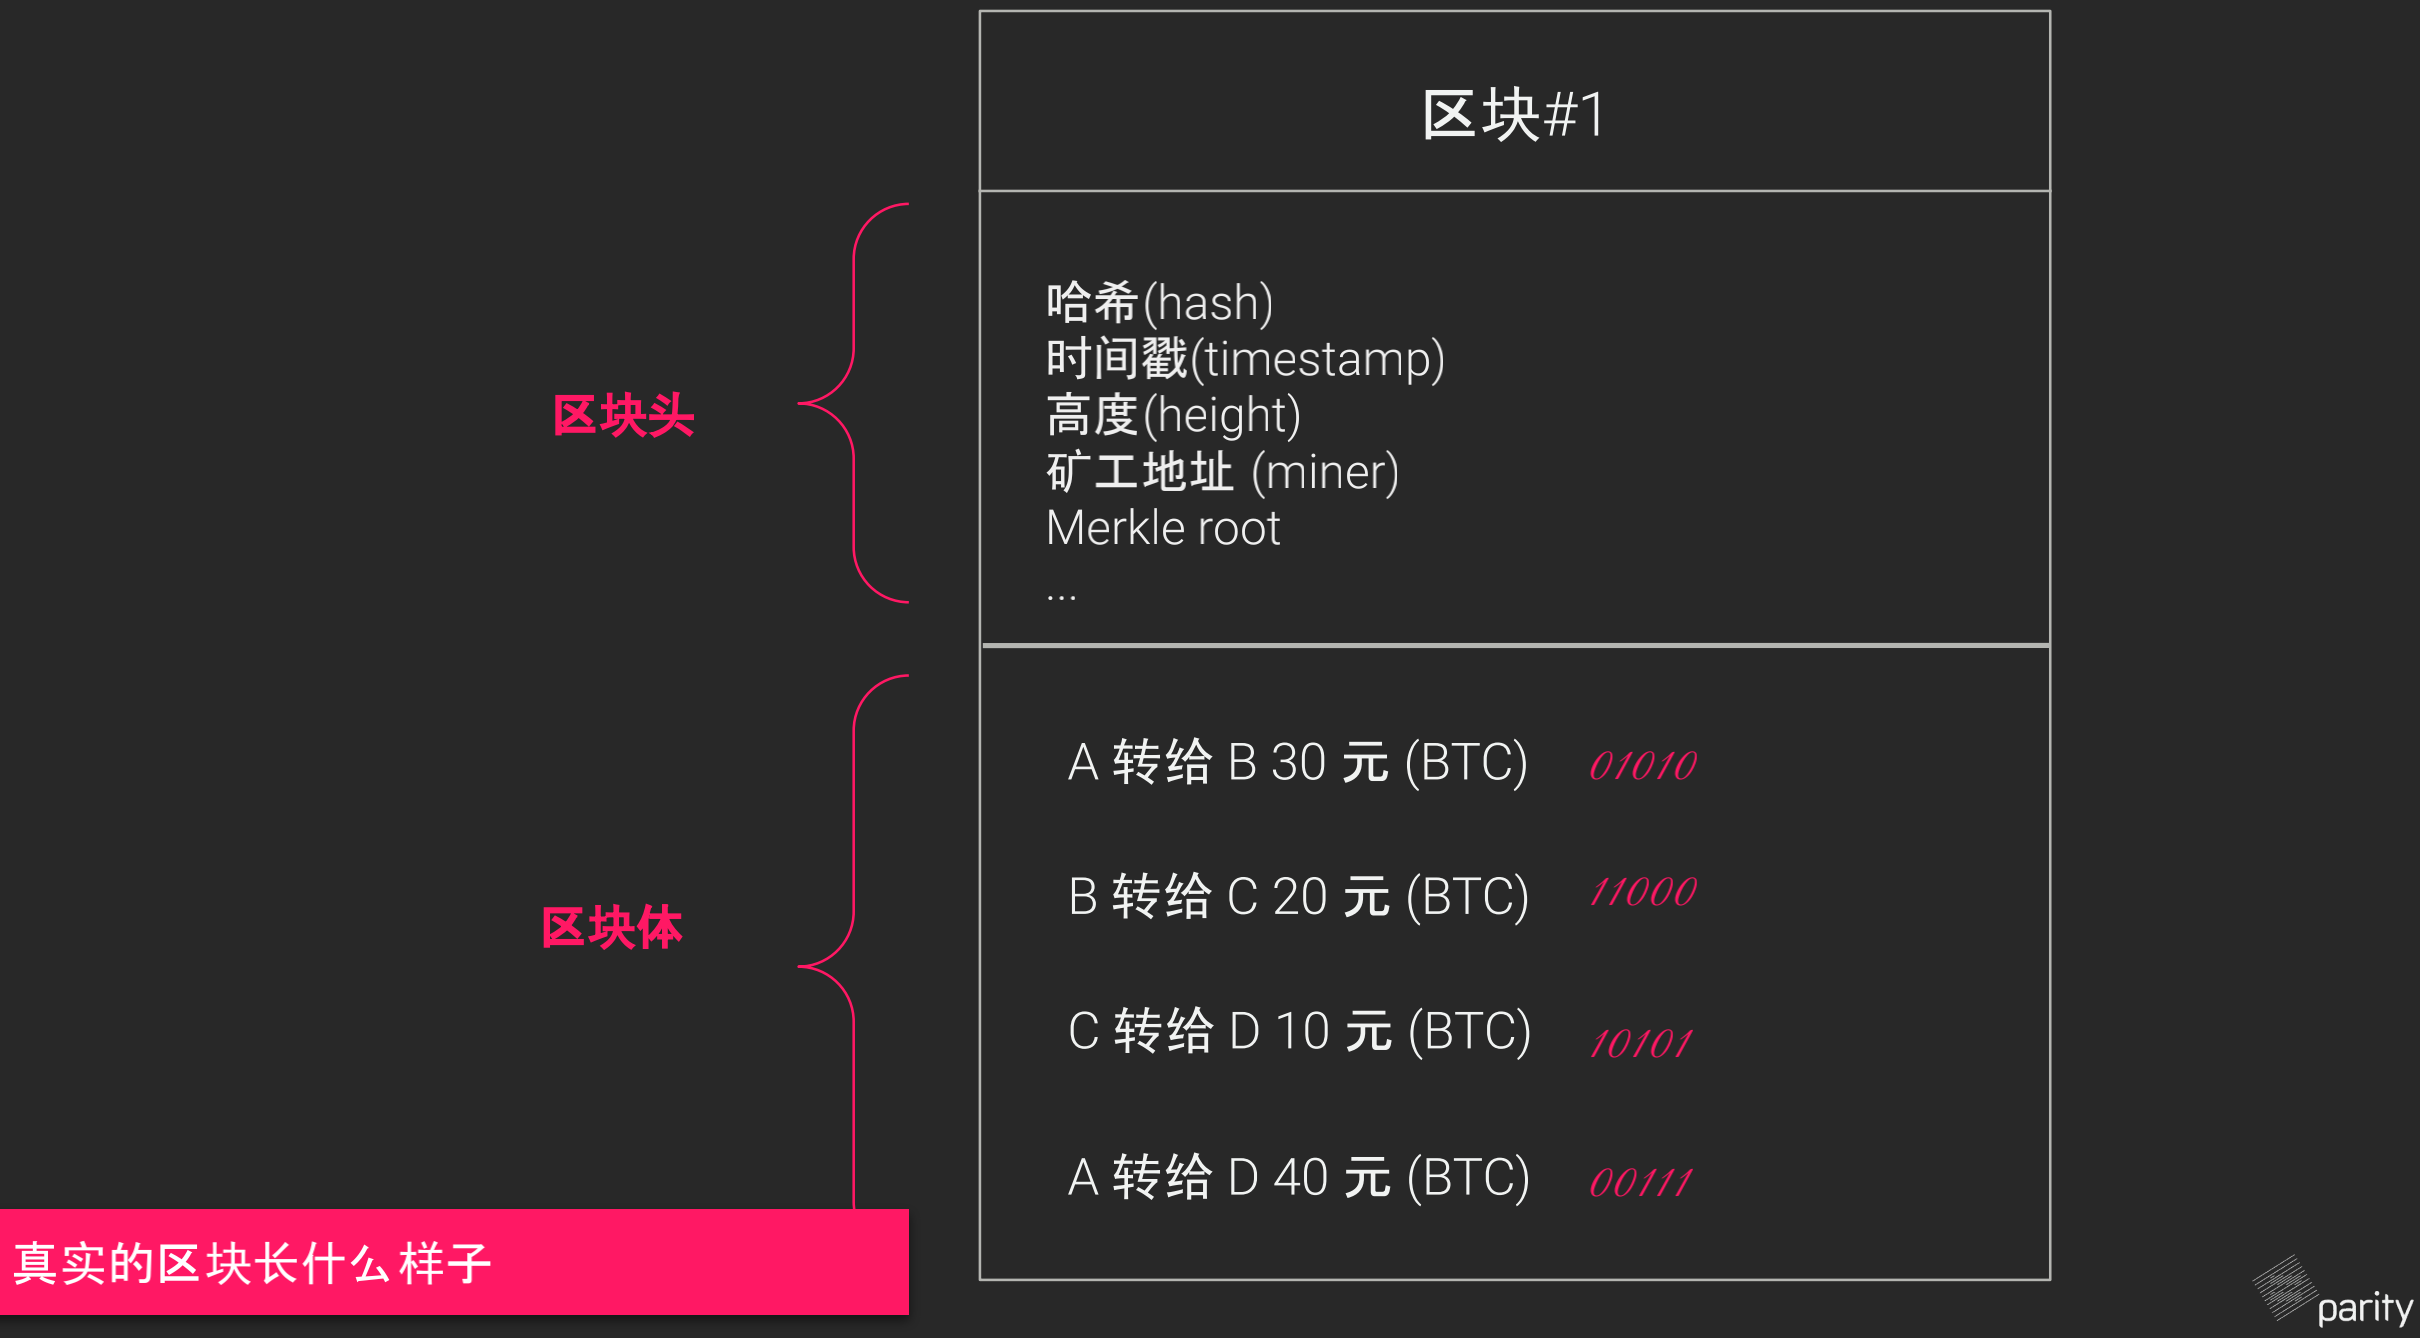 区块#1
区块头
哈希(hash)
时间戳(timestamp)
高度(height)
矿工地址 (miner)
Merkle root
...
区块体
A 转给 B 30 元 (BTC) 01010
B 转给 C 20 元 (BTC) 11000
C 转给 D 10 元 (BTC) 10101
A 转给 D 40 元 (BTC) 00111
真实的区块长什么样子
parity